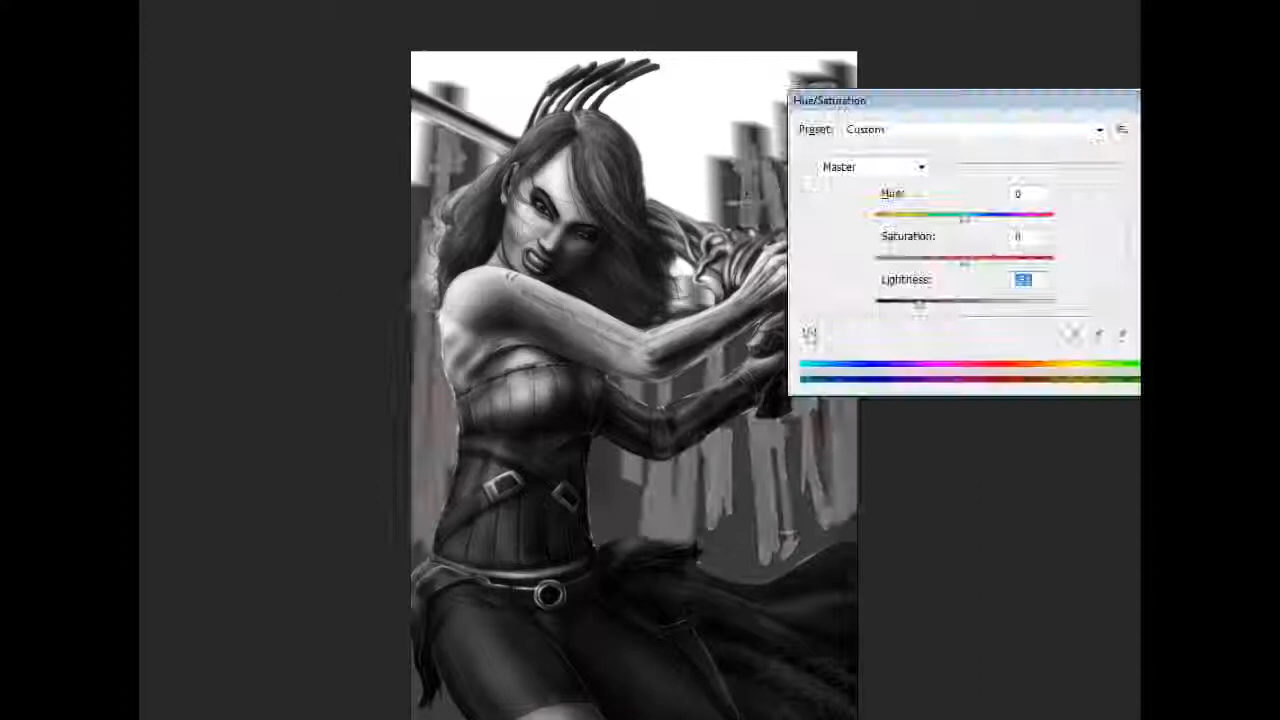 Hue/Saturation
Preset: Custom
Master
Hue: 0
Saturation: 0
Lightness: